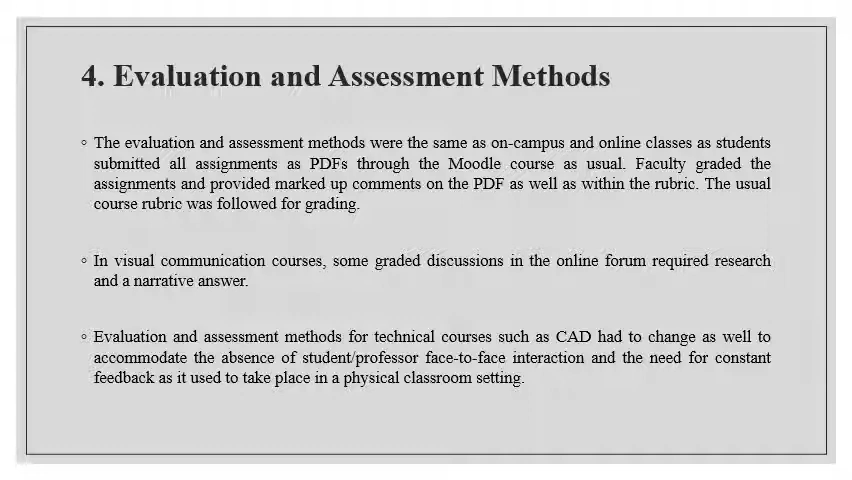 4. Evaluation and Assessment Methods
◦ The evaluation and assessment methods were the same as on-campus and online classes as students
submitted all assignments as PDFs through the Moodle course as usual. Faculty graded the
assignments and provided marked up comments on the PDF as well as within the rubric. The usual
course rubric was followed for grading.
◦ In visual communication courses, some graded discussions in the online forum required research
and a narrative answer.
◦ Evaluation and assessment methods for technical courses such as CAD had to change as well to
accommodate the absence of student/professor face-to-face interaction and the need for constant
feedback as it used to take place in a physical classroom setting.